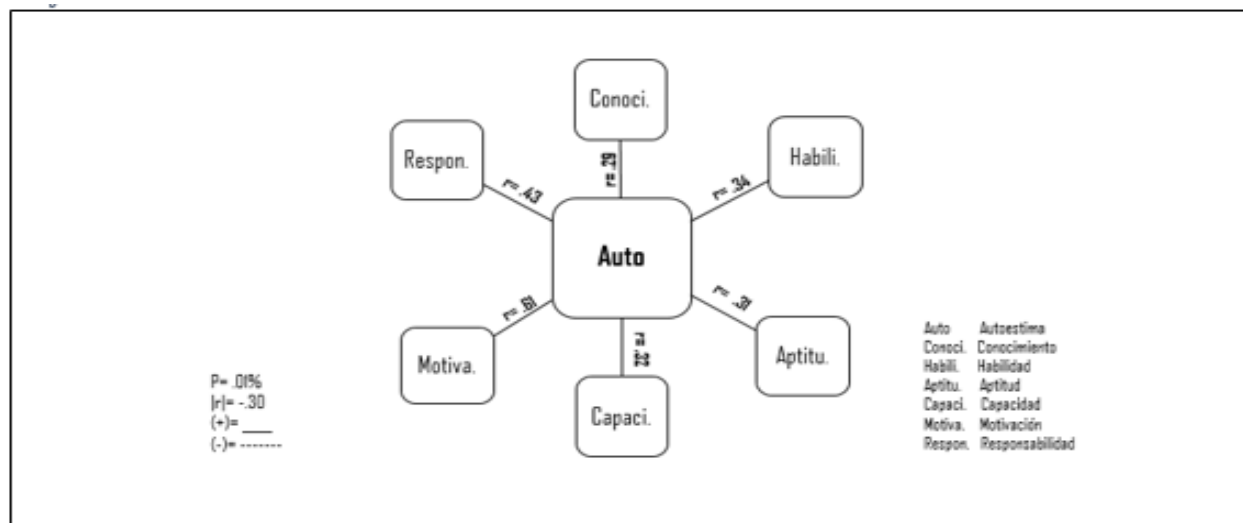 Conoci.
Respon.
Habili.
r= .29
r= .43
r= .34
Auto
r= .61
r= .31
r= .32
Motiva.
Aptitu.
Capaci.
P= .01%
|r|= -.30
(+)= ____
(-)= -------
Auto Autoestima
Conoci. Conocimiento
Habili. Habilidad
Aptitu. Aptitud
Capaci. Capacidad
Motiva. Motivación
Respon. Responsabilidad